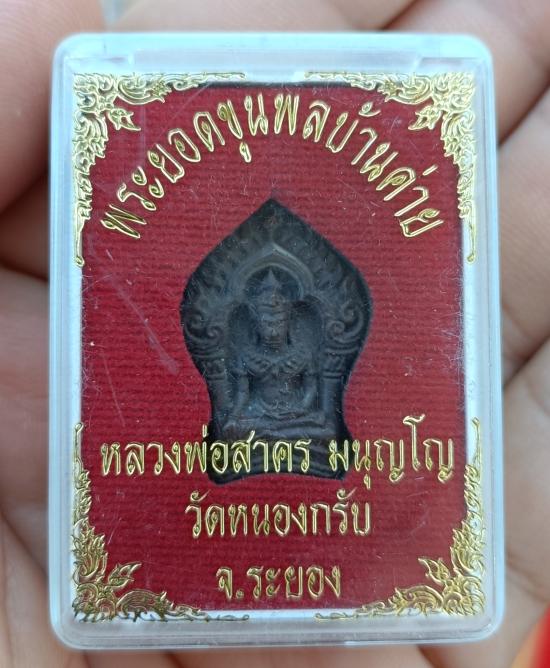 พระยอดขุนพลบ้านค่าย
หลวงพ่อสาคร มนุญโญ
วัดหนองกรับ
จ.ระยอง